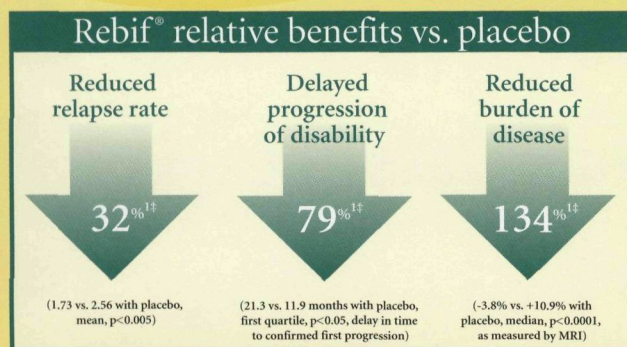 Rebif® relative benefits vs. placebo
Reduced
relapse rate
32%¹‡
(1.73 vs. 2.56 with placebo,
mean, p<0.005)
Delayed
progression
of disability
79%¹‡
(21.3 vs. 11.9 months with placebo,
first quartile, p<0.05, delay in time
to confirmed first progression)
Reduced
burden of
disease
134%¹‡
(-3.8% vs. +10.9% with
placebo, median, p<0.0001,
as measured by MRI)